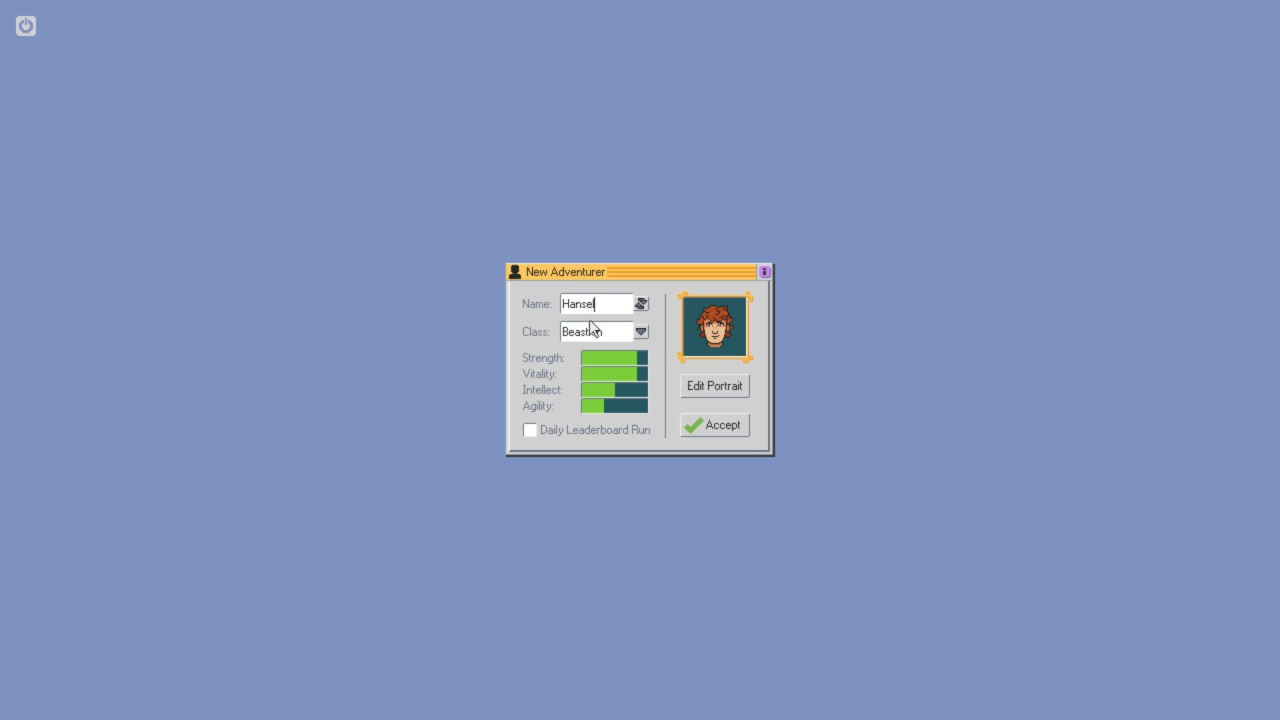 New Adventurer
Name: Hansel
Class:
Strength:
Vitality:
Intellect:
Agility:
Daily Leaderboard Run
Edit Portrait
Accept